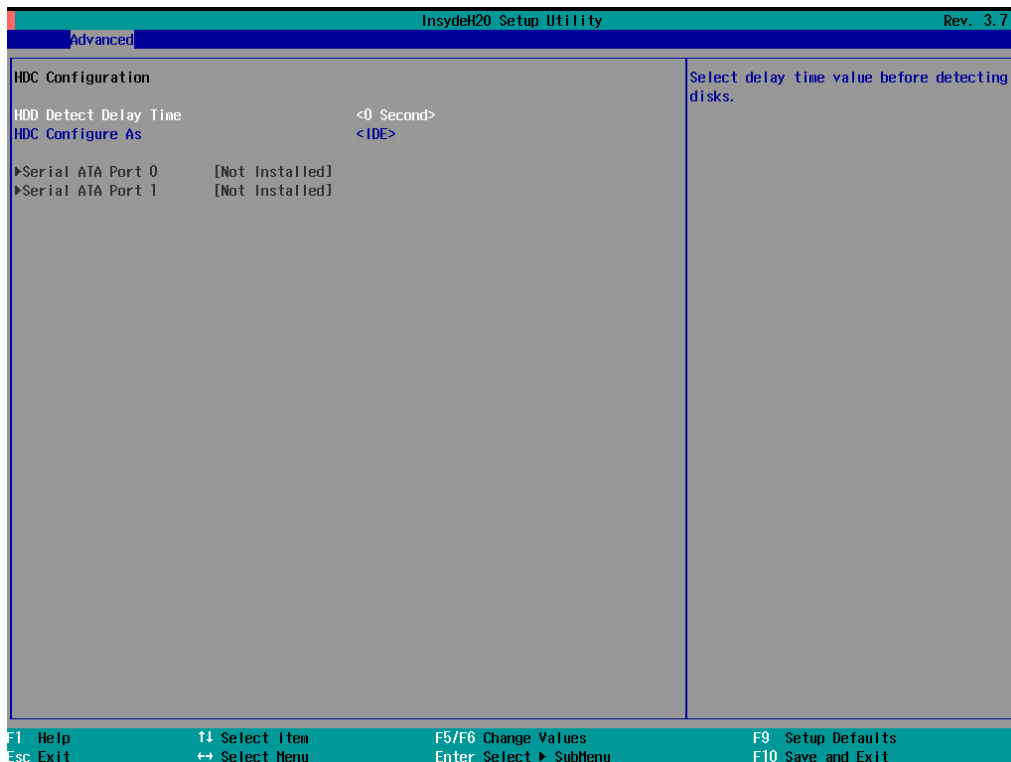 InsydeH20 Setup Utility Rev. 3.7
Advanced
HDC Configuration
HDD Detect Delay Time <0 Second>
HDC Configure As <IDE>
▶Serial ATA Port 0 [Not Installed]
▶Serial ATA Port 1 [Not Installed]
Select delay time value before detecting
disks.
F1 Help ↑↓ Select Item F5/F6 Change Values F9 Setup Defaults
Esc Exit ↔ Select Menu Enter Select ▶ SubMenu F10 Save and Exit